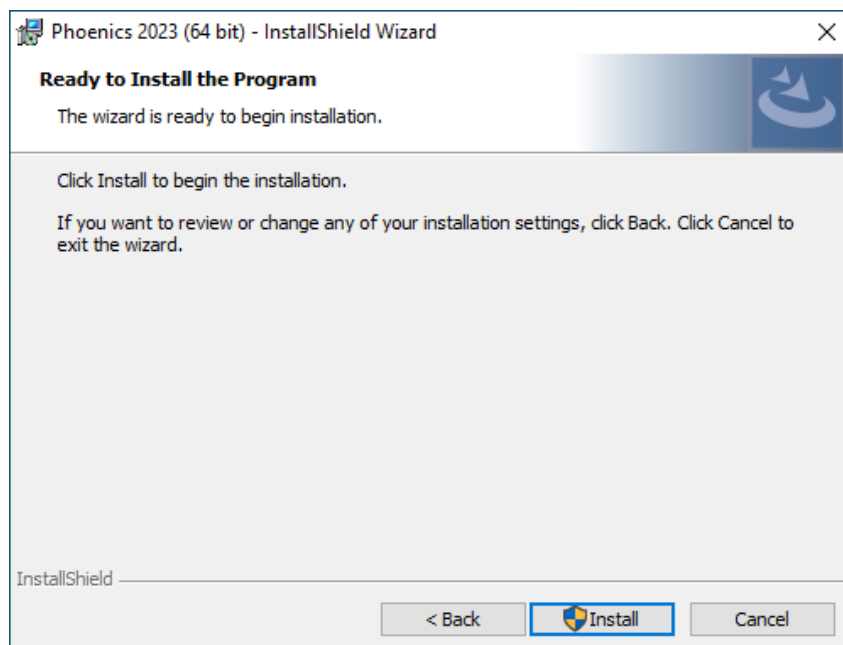 Phoenics 2023 (64 bit) - InstallShield Wizard
Ready to Install the Program
The wizard is ready to begin installation.
Click Install to begin the installation.
If you want to review or change any of your installation settings, click Back. Click Cancel to
exit the wizard.
InstallShield
< Back Install Cancel